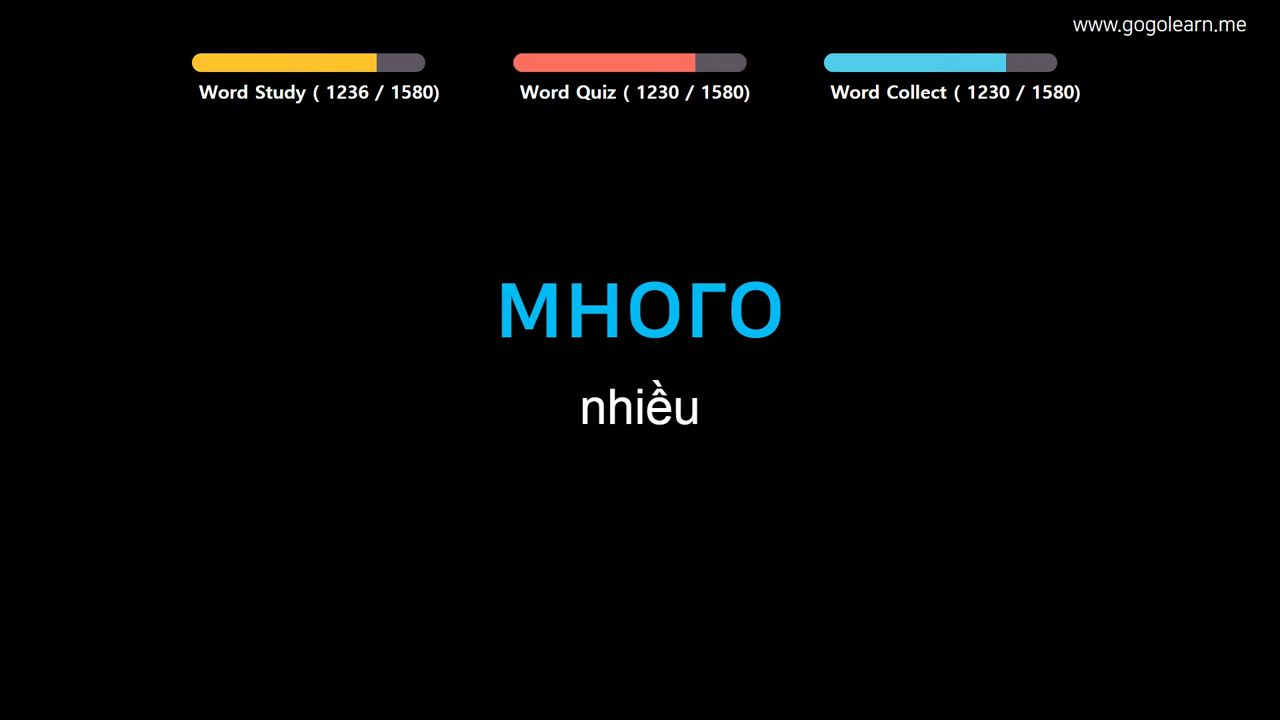 www.gogolearn.me
Word Study ( 1236 / 1580)
Word Quiz ( 1230 / 1580)
Word Collect ( 1230 / 1580)
много
nhiều